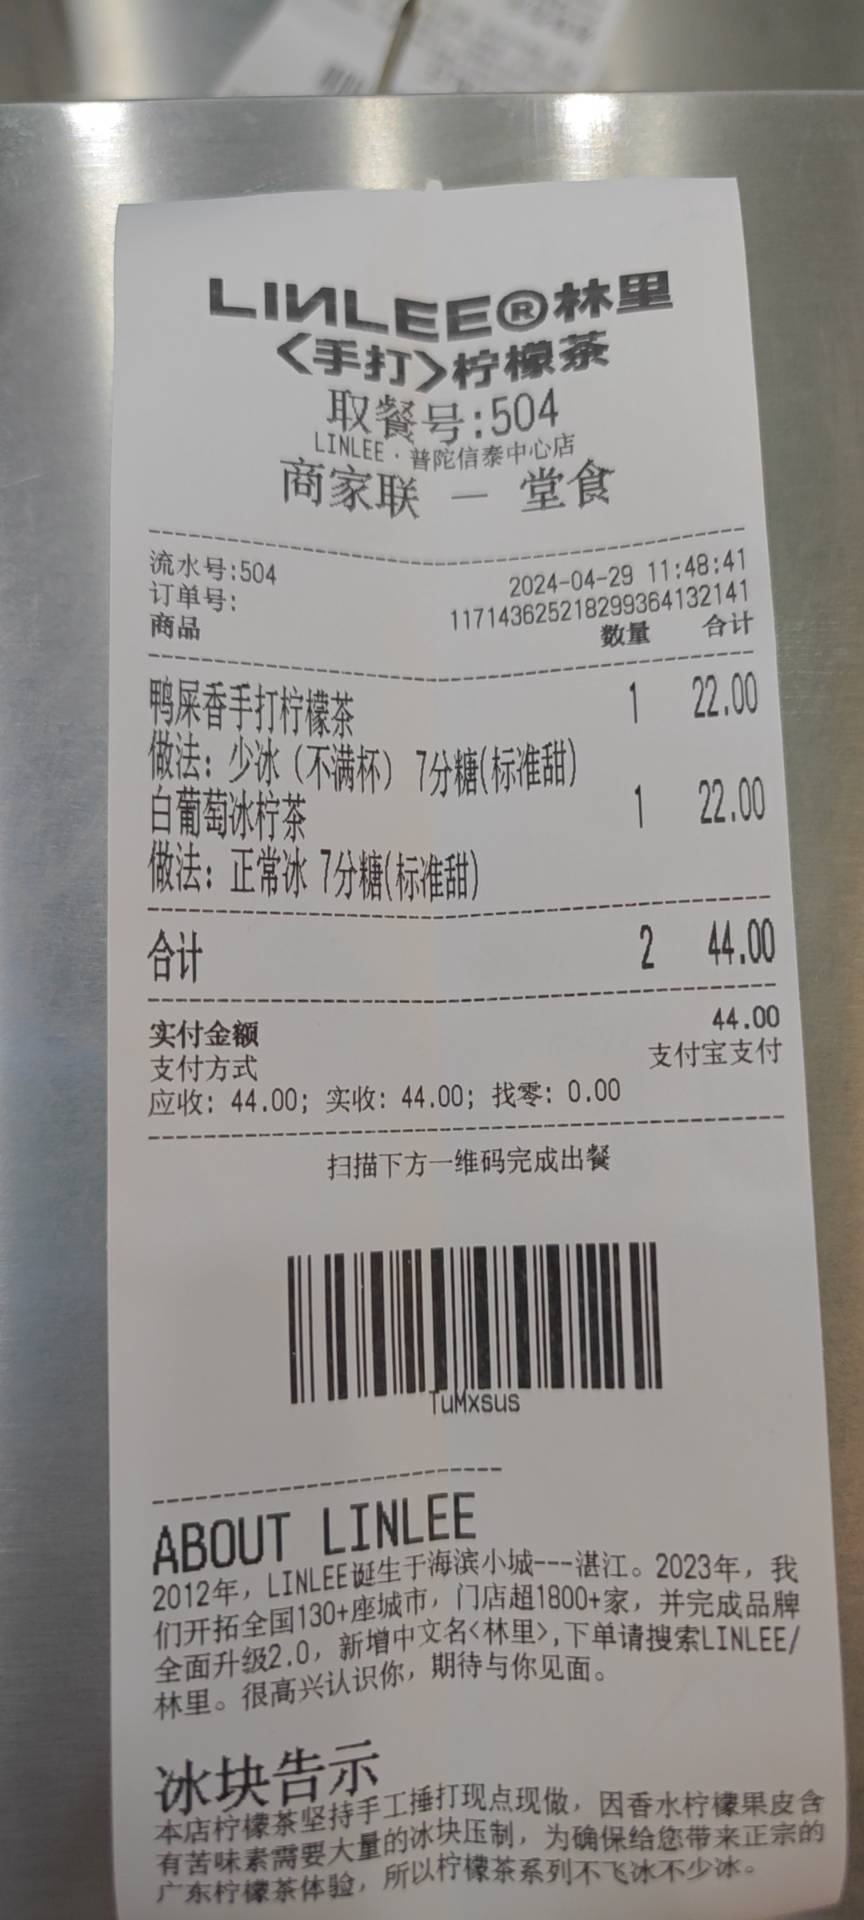 LINLEE®林里
<手打>柠檬茶
取餐号:504
LINLEE·普陀信泰中心店
商家联 — 堂食
流水号:504 2024-04-29 11:48:41
订单号: 117143625218299364132141
商品 数量 合计
鸭屎香手打柠檬茶 1 22.00
做法: 少冰（不满杯） 7分糖(标准甜)
白葡萄冰柠茶 1 22.00
做法: 正常冰 7分糖(标准甜)
合计 2 44.00
实付金额 44.00
支付方式 支付宝支付
应收: 44.00; 实收: 44.00; 找零: 0.00
扫描下方一维码完成出餐
TuMxsus
ABOUT LINLEE
2012年，LINLEE诞生于海滨小城---湛江。2023年，我
们开拓全国130+座城市，门店超1800+家，并完成品牌
全面升级2.0，新增中文名<林里>,下单请搜索LINLEE/
林里。很高兴认识你，期待与你见面。
冰块告示
本店柠檬茶坚持手工捶打现点现做，因香水柠檬果皮含
有苦味素需要大量的冰块压制，为确保给您带来正宗的
广东柠檬茶体验，所以柠檬茶系列不飞冰不少冰。